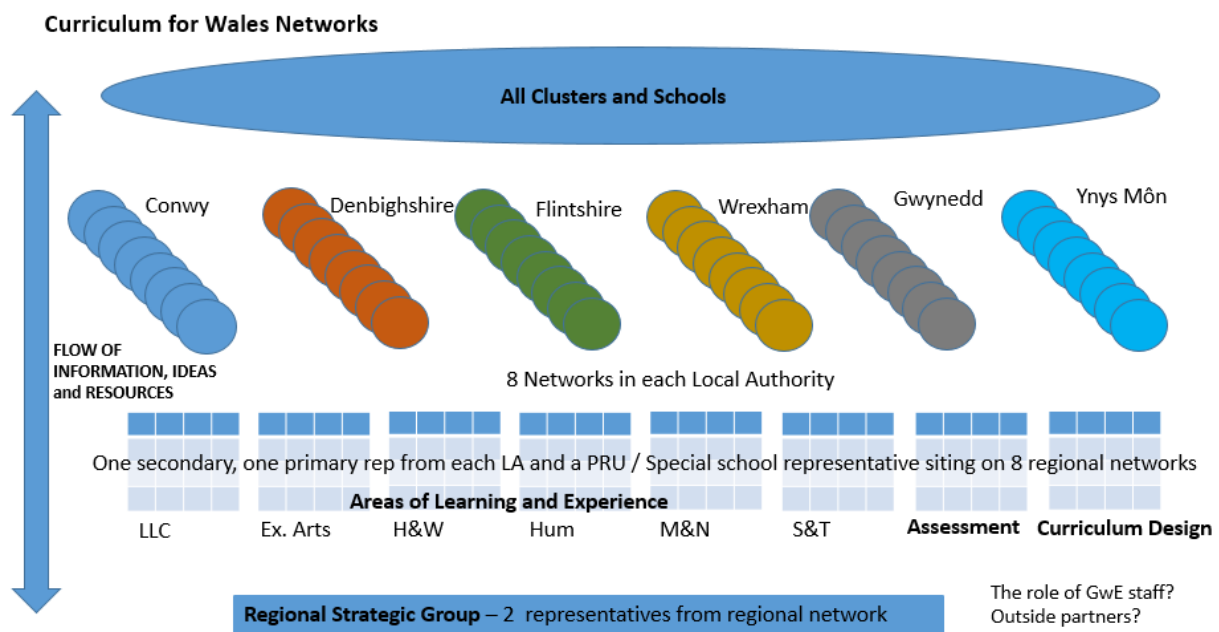 Curriculum for Wales Networks
All Clusters and Schools
Conwy
Denbighshire
Flintshire
Wrexham
Gwynedd
Ynys Môn
FLOW OF
INFORMATION, IDEAS
and RESOURCES
8 Networks in each Local Authority
One secondary, one primary rep from each LA and a PRU / Special school representative siting on 8 regional networks
Areas of Learning and Experience
LLC
Ex. Arts
H&W
Hum
M&N
S&T
Assessment
Curriculum Design
Regional Strategic Group – 2 representatives from regional network
The role of GwE staff?
Outside partners?